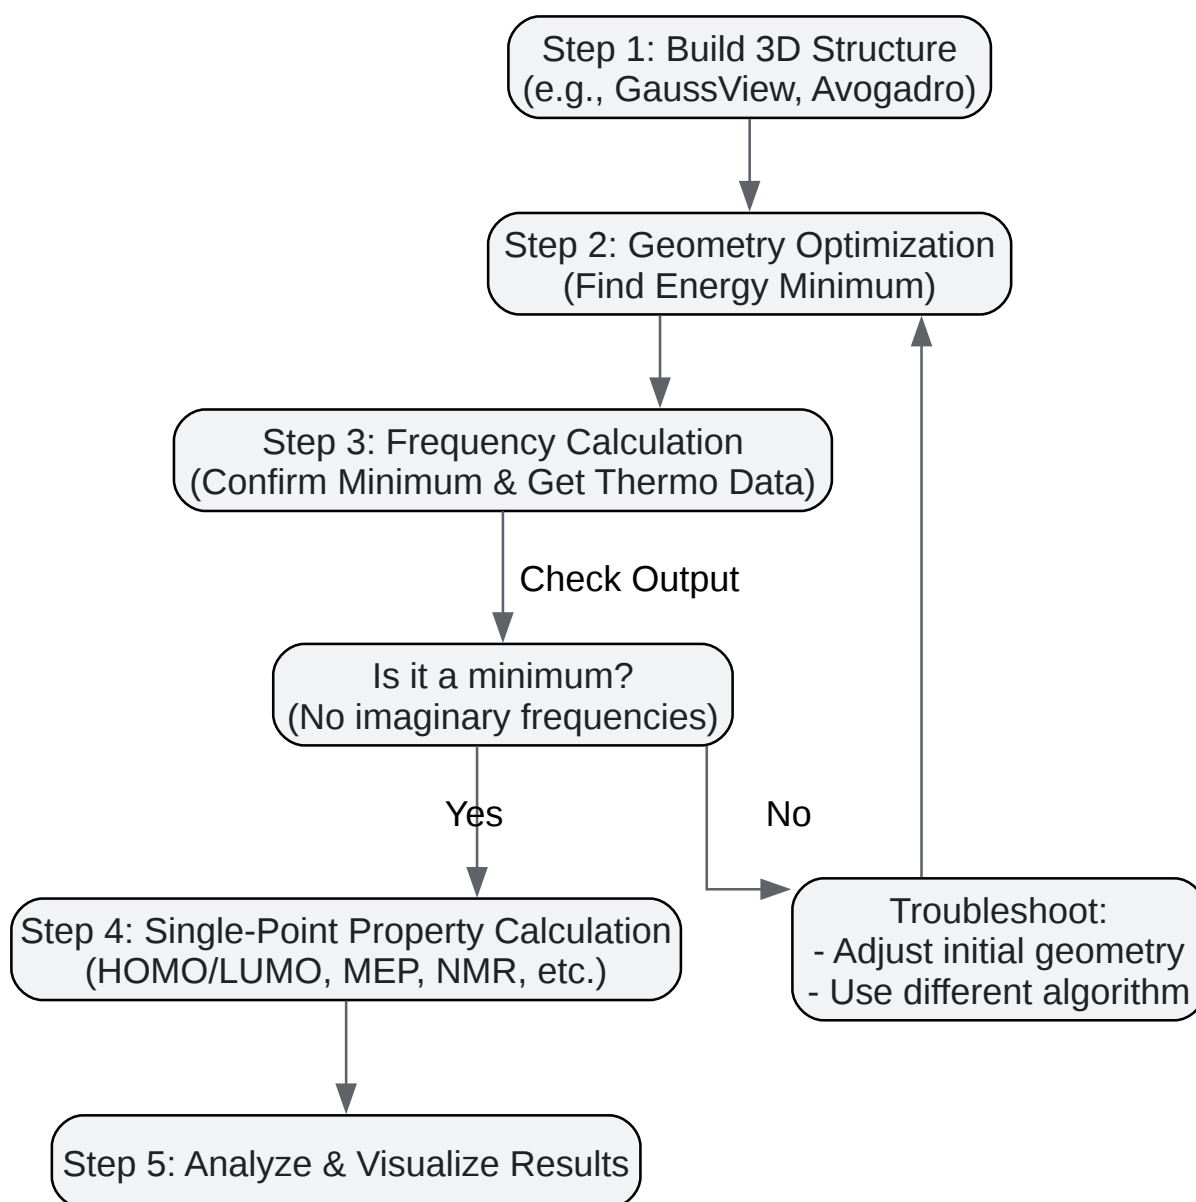 Step 1: Build 3D Structure
(e.g., GaussView, Avogadro)
Step 2: Geometry Optimization
(Find Energy Minimum)
Step 3: Frequency Calculation
(Confirm Minimum & Get Thermo Data)
Check Output
Is it a minimum?
(No imaginary frequencies)
Yes
No
Step 4: Single-Point Property Calculation
(HOMO/LUMO, MEP, NMR, etc.)
Troubleshoot:
- Adjust initial geometry
- Use different algorithm
Step 5: Analyze & Visualize Results